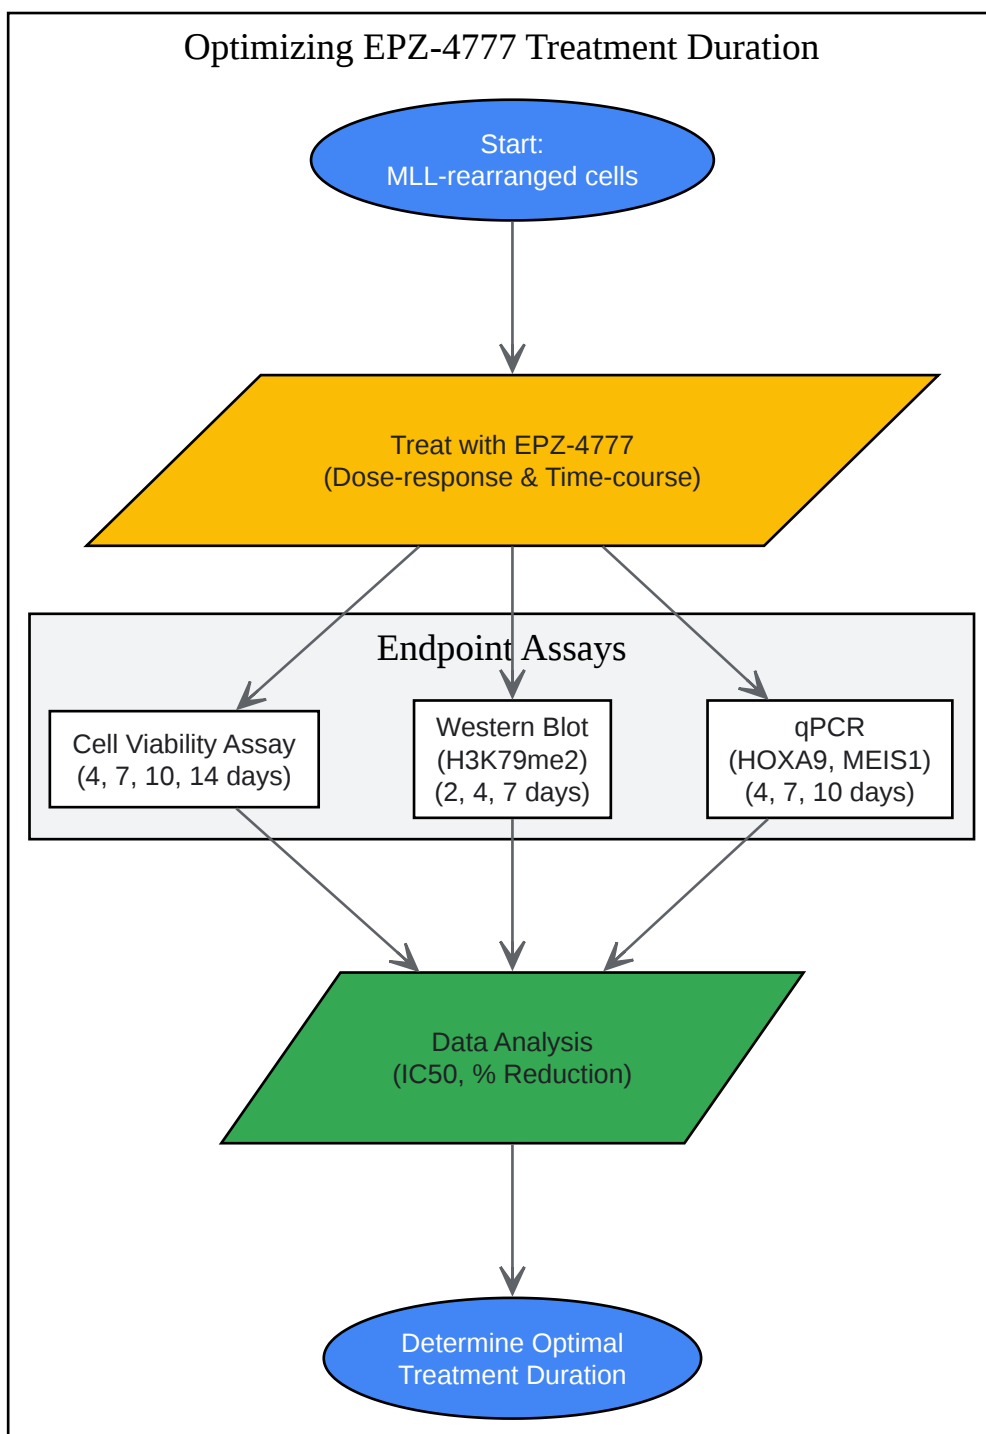 Optimizing EPZ-4777 Treatment Duration
Start:
MLL-rearranged cells
Treat with EPZ-4777
(Dose-response & Time-course)
Endpoint Assays
Cell Viability Assay
(4, 7, 10, 14 days)
Western Blot
(H3K79me2)
(2, 4, 7 days)
qPCR
(HOXA9, MEIS1)
(4, 7, 10 days)
Data Analysis
(IC50, % Reduction)
Determine Optimal
Treatment Duration